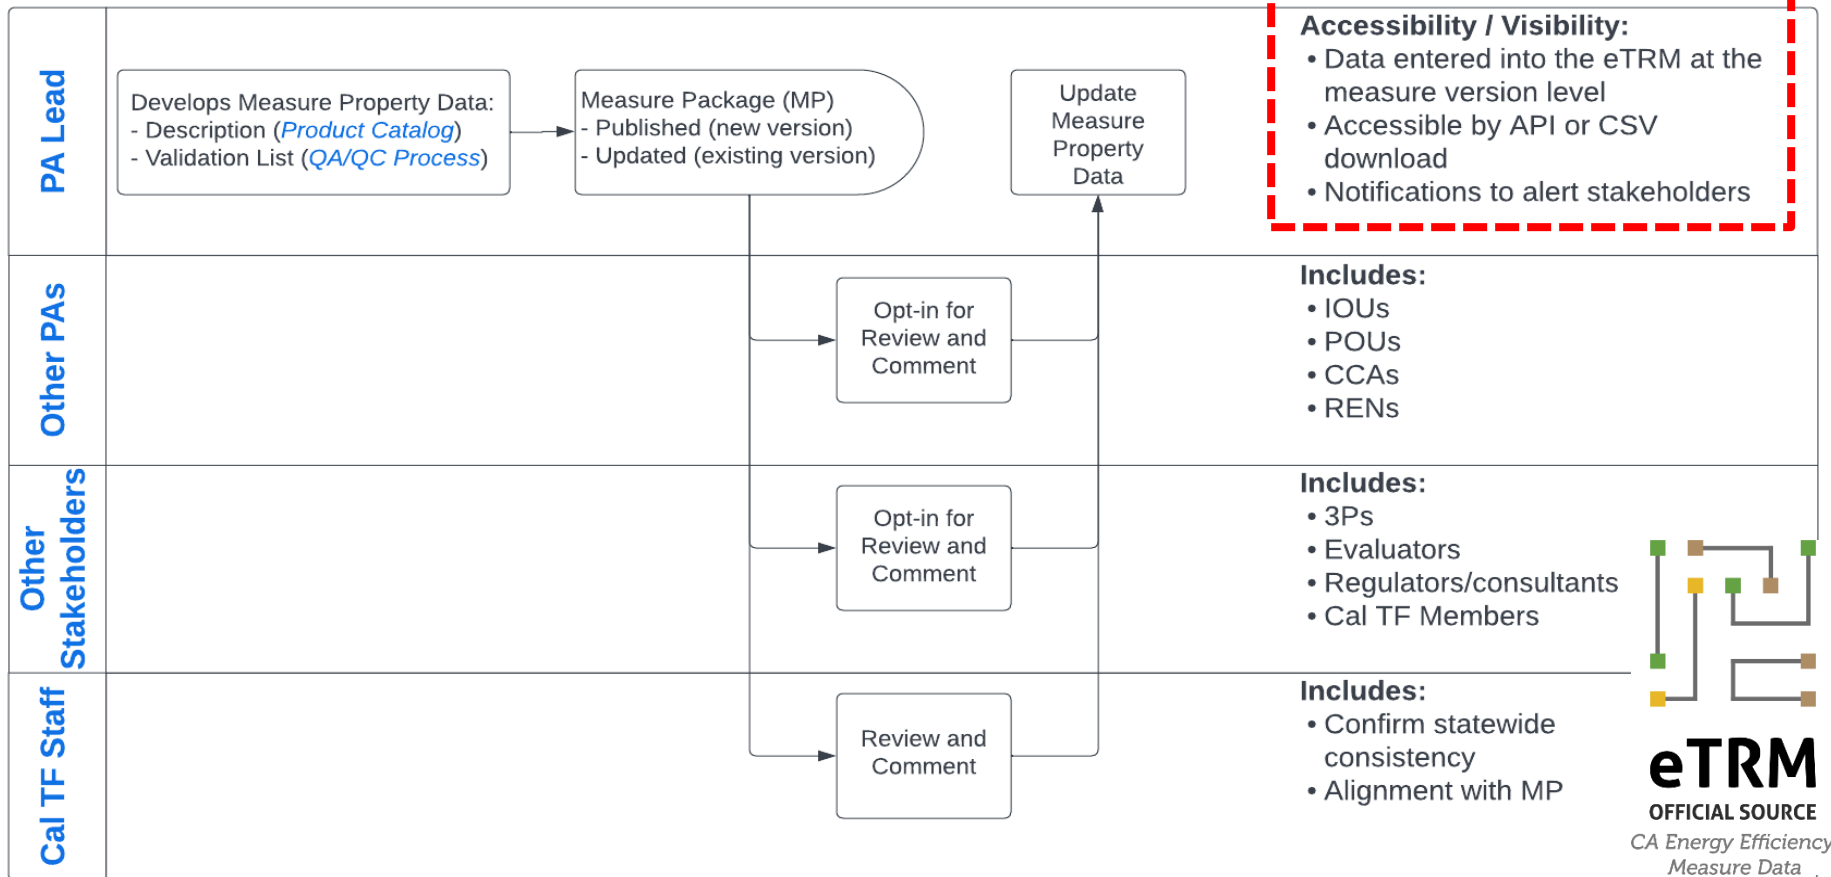 PA Lead
Develops Measure Property Data:
- Description (Product Catalog)
- Validation List (QA/QC Process)
Measure Package (MP)
- Published (new version)
- Updated (existing version)
Update
Measure
Property
Data
Accessibility / Visibility:
• Data entered into the eTRM at the
measure version level
• Accessible by API or CSV
download
• Notifications to alert stakeholders
Other PAs
Opt-in for
Review and
Comment
Includes:
• IOUs
• POUs
• CCAs
• RENs
Other
Stakeholders
Opt-in for
Review and
Comment
Includes:
• 3Ps
• Evaluators
• Regulators/consultants
• Cal TF Members
Cal TF Staff
Review and
Comment
Includes:
• Confirm statewide
consistency
• Alignment with MP
eTRM
OFFICIAL SOURCE
CA Energy Efficiency
Measure Data